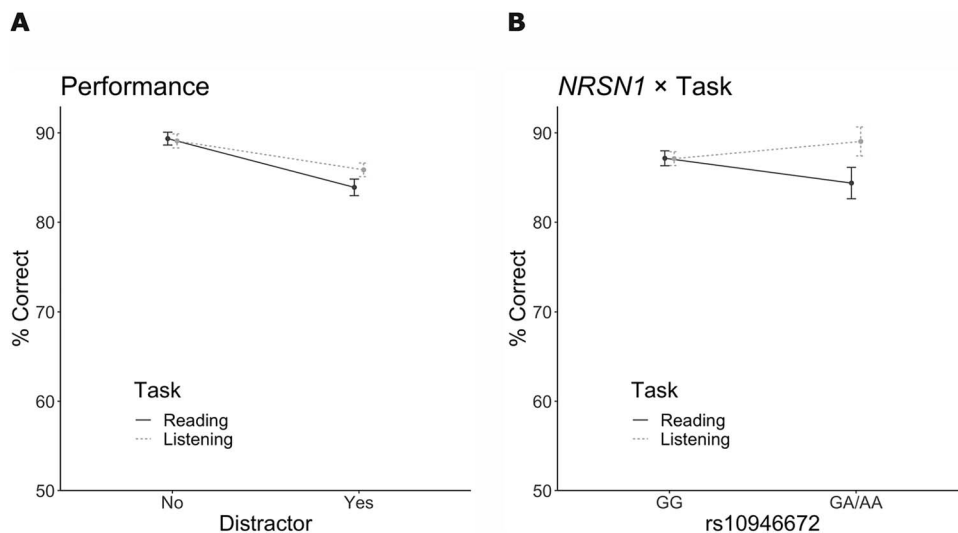 A
Performance
% Correct
90
80
70
60
50
Task
Reading
Listening
No
Yes
Distractor
B
NRSN1 × Task
% Correct
90
80
70
60
50
Task
Reading
Listening
GG
GA/AA
rs10946672